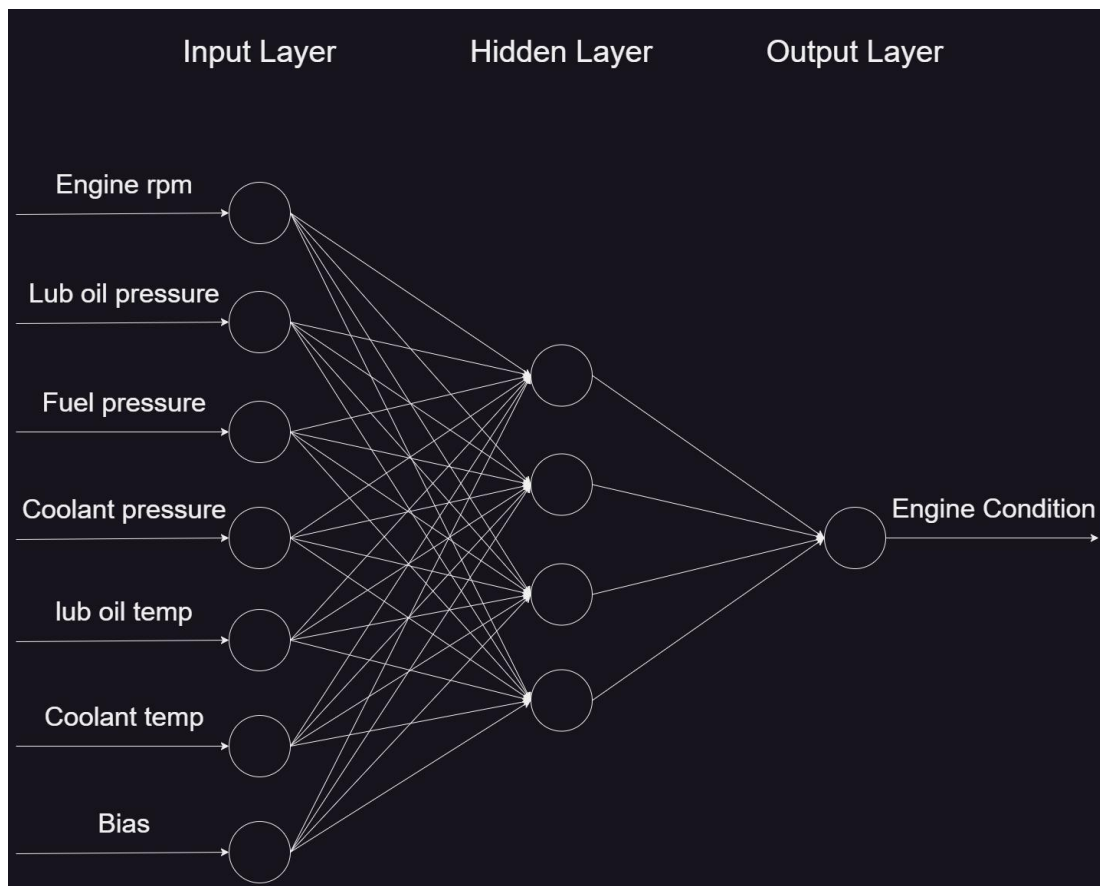 Input Layer
Hidden Layer
Output Layer
Engine rpm
Lub oil pressure
Fuel pressure
Coolant pressure
Engine Condition
lub oil temp
Coolant temp
Bias